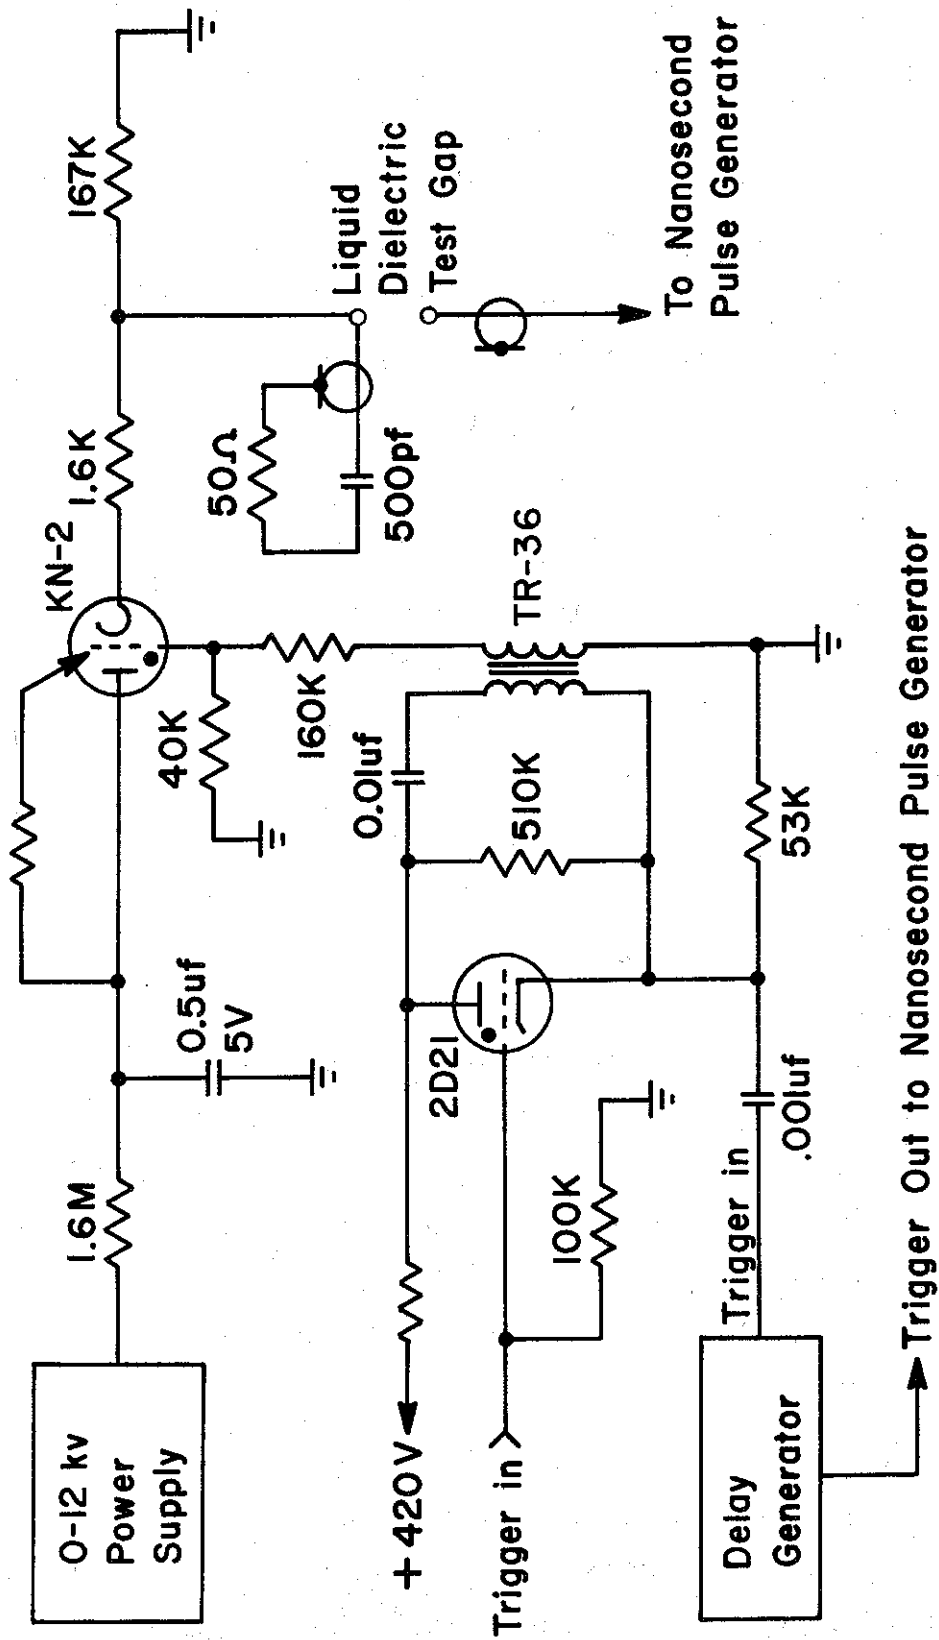 0-12 kv
Power
Supply
1.6M
0.5uf
5V
KN-2
1.6K
167K
40K
160K
50Ω
500pf
Liquid
Dielectric
Test Gap
To Nanosecond
Pulse Generator
+420V
2D21
0.01uf
510K
TR-36
Trigger in
100K
53K
.001uf
Trigger in
Delay
Generator
Trigger Out to Nanosecond Pulse Generator